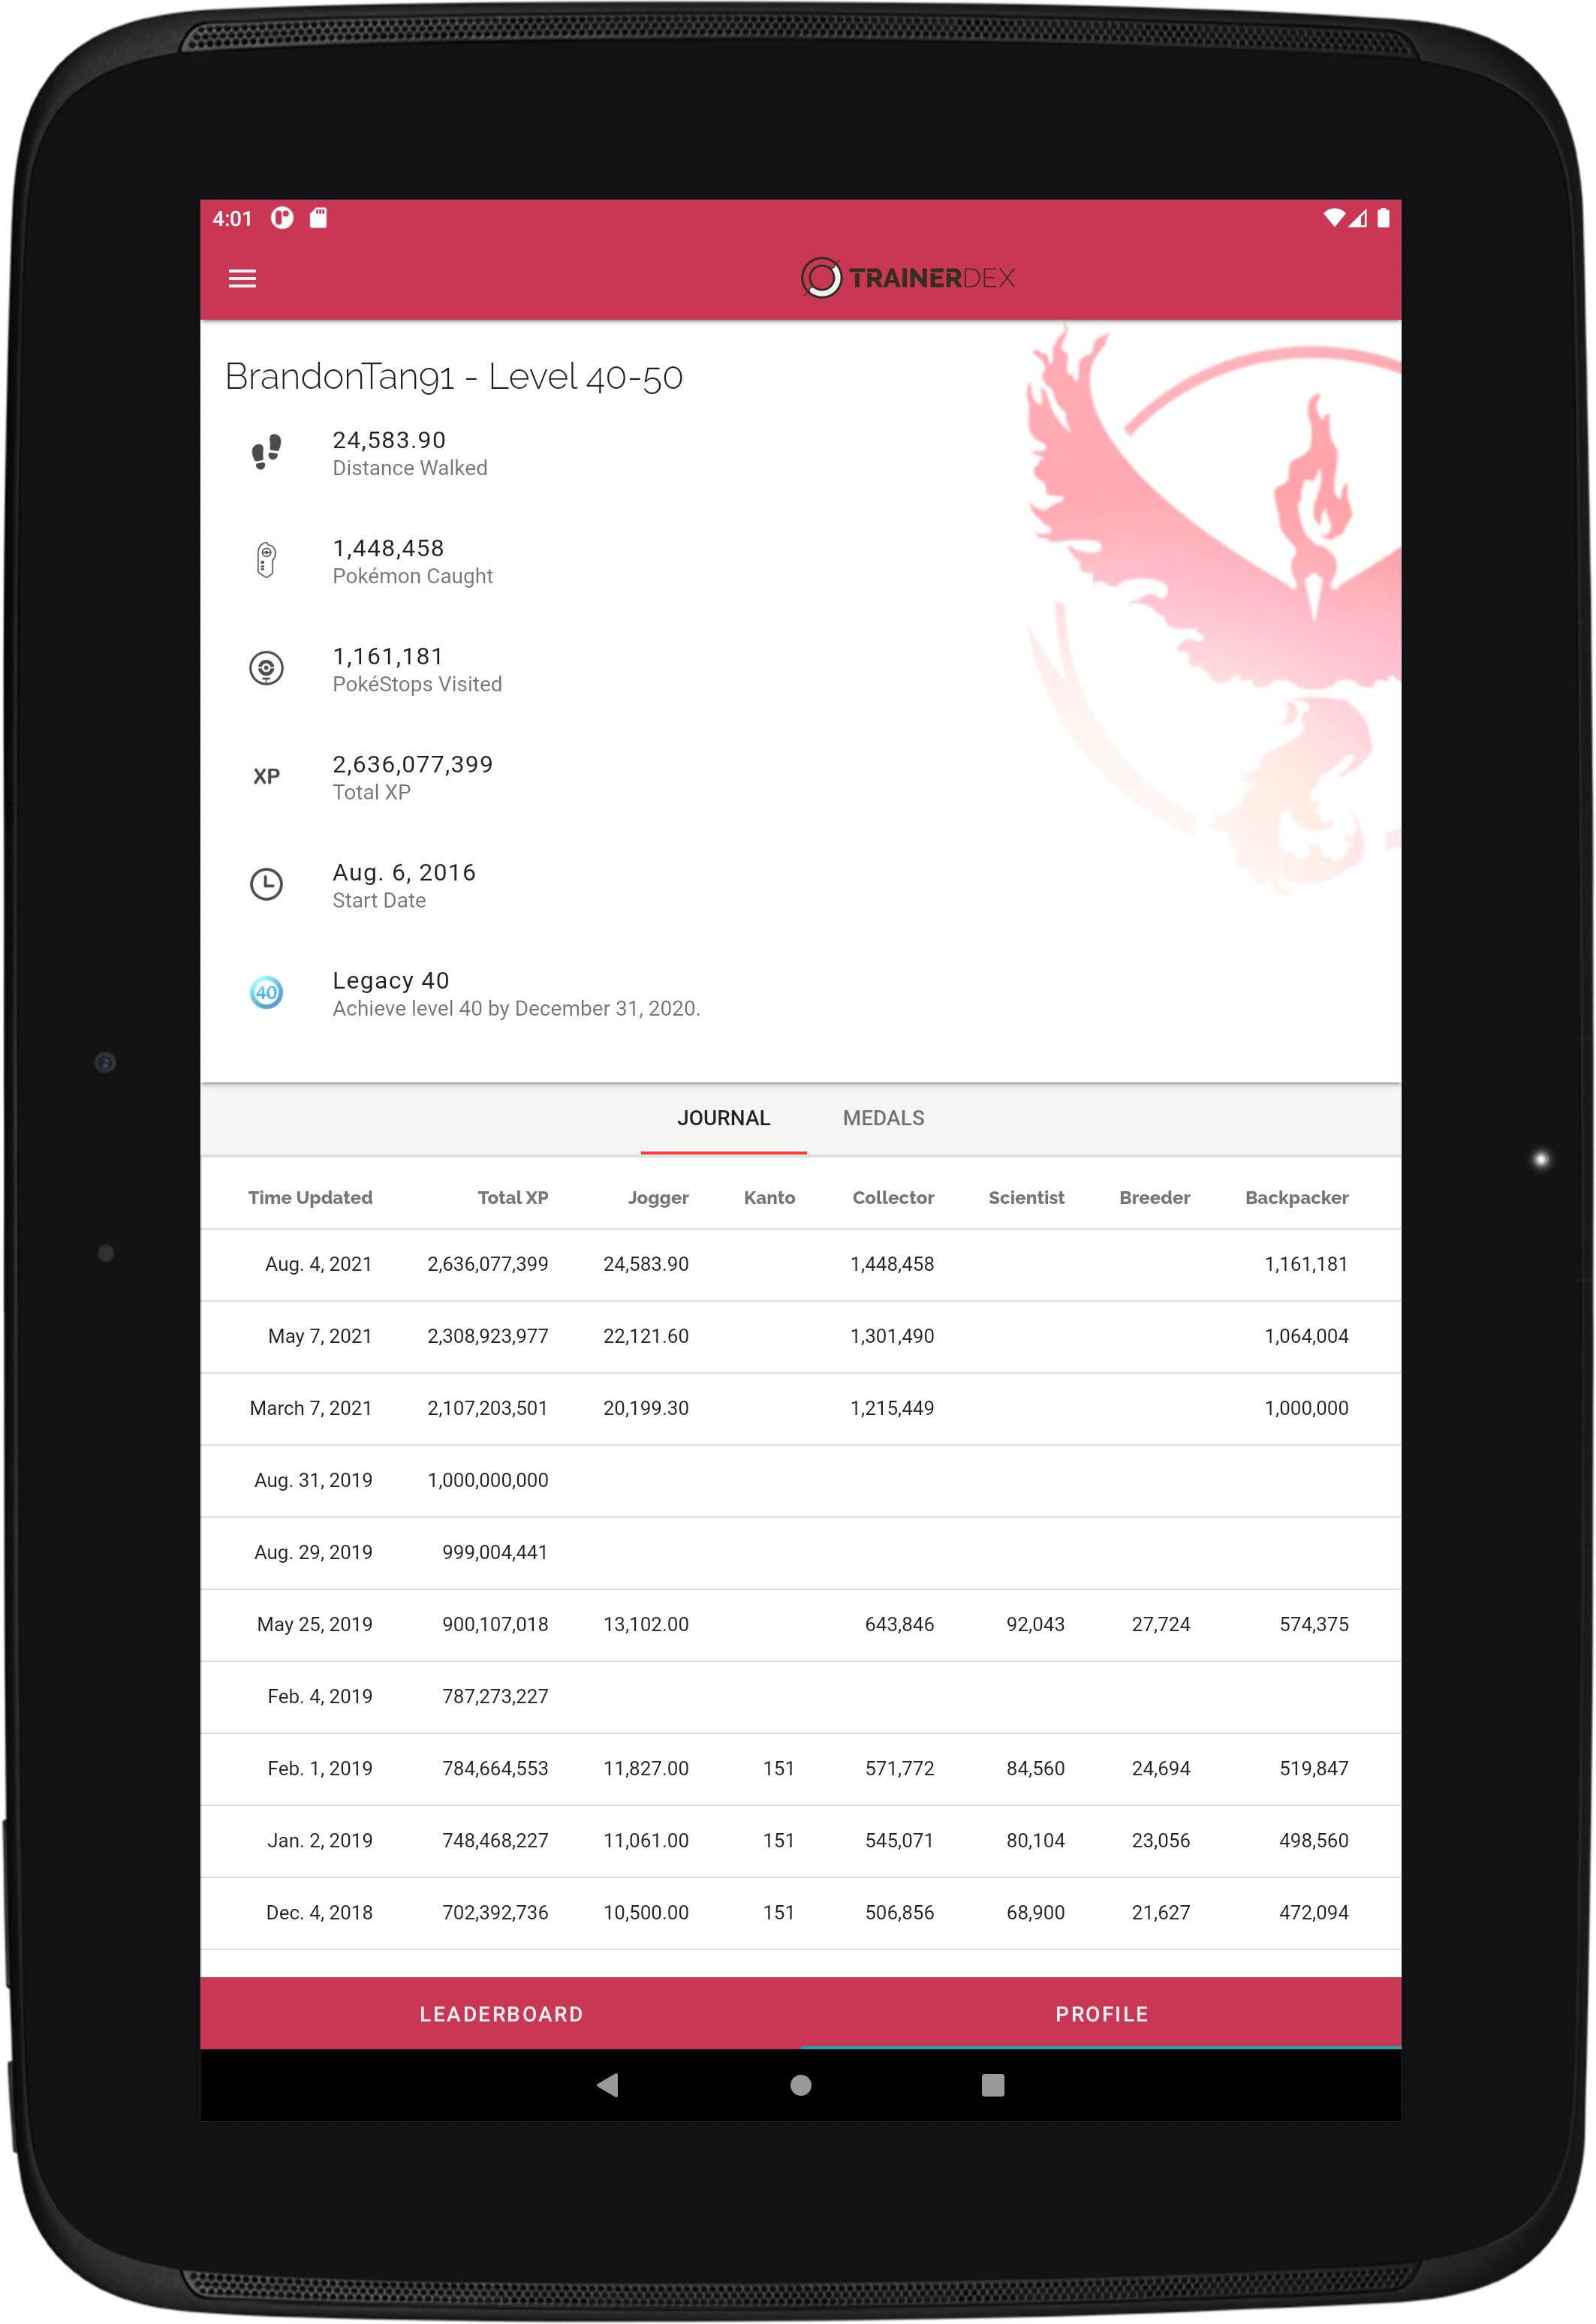 4:01
TRAINERDEX
BrandonTan91 - Level 40-50
24,583.90
Distance Walked
1,448,458
Pokémon Caught
1,161,181
PokéStops Visited
XP
2,636,077,399
Total XP
Aug. 6, 2016
Start Date
40
Legacy 40
Achieve level 40 by December 31, 2020.
JOURNAL MEDALS
Time Updated Total XP Jogger Kanto Collector Scientist Breeder Backpacker
Aug. 4, 2021 2,636,077,399 24,583.90 1,448,458 1,161,181
May 7, 2021 2,308,923,977 22,121.60 1,301,490 1,064,004
March 7, 2021 2,107,203,501 20,199.30 1,215,449 1,000,000
Aug. 31, 2019 1,000,000,000
Aug. 29, 2019 999,004,441
May 25, 2019 900,107,018 13,102.00 643,846 92,043 27,724 574,375
Feb. 4, 2019 787,273,227
Feb. 1, 2019 784,664,553 11,827.00 151 571,772 84,560 24,694 519,847
Jan. 2, 2019 748,468,227 11,061.00 151 545,071 80,104 23,056 498,560
Dec. 4, 2018 702,392,736 10,500.00 151 506,856 68,900 21,627 472,094
LEADERBOARD PROFILE